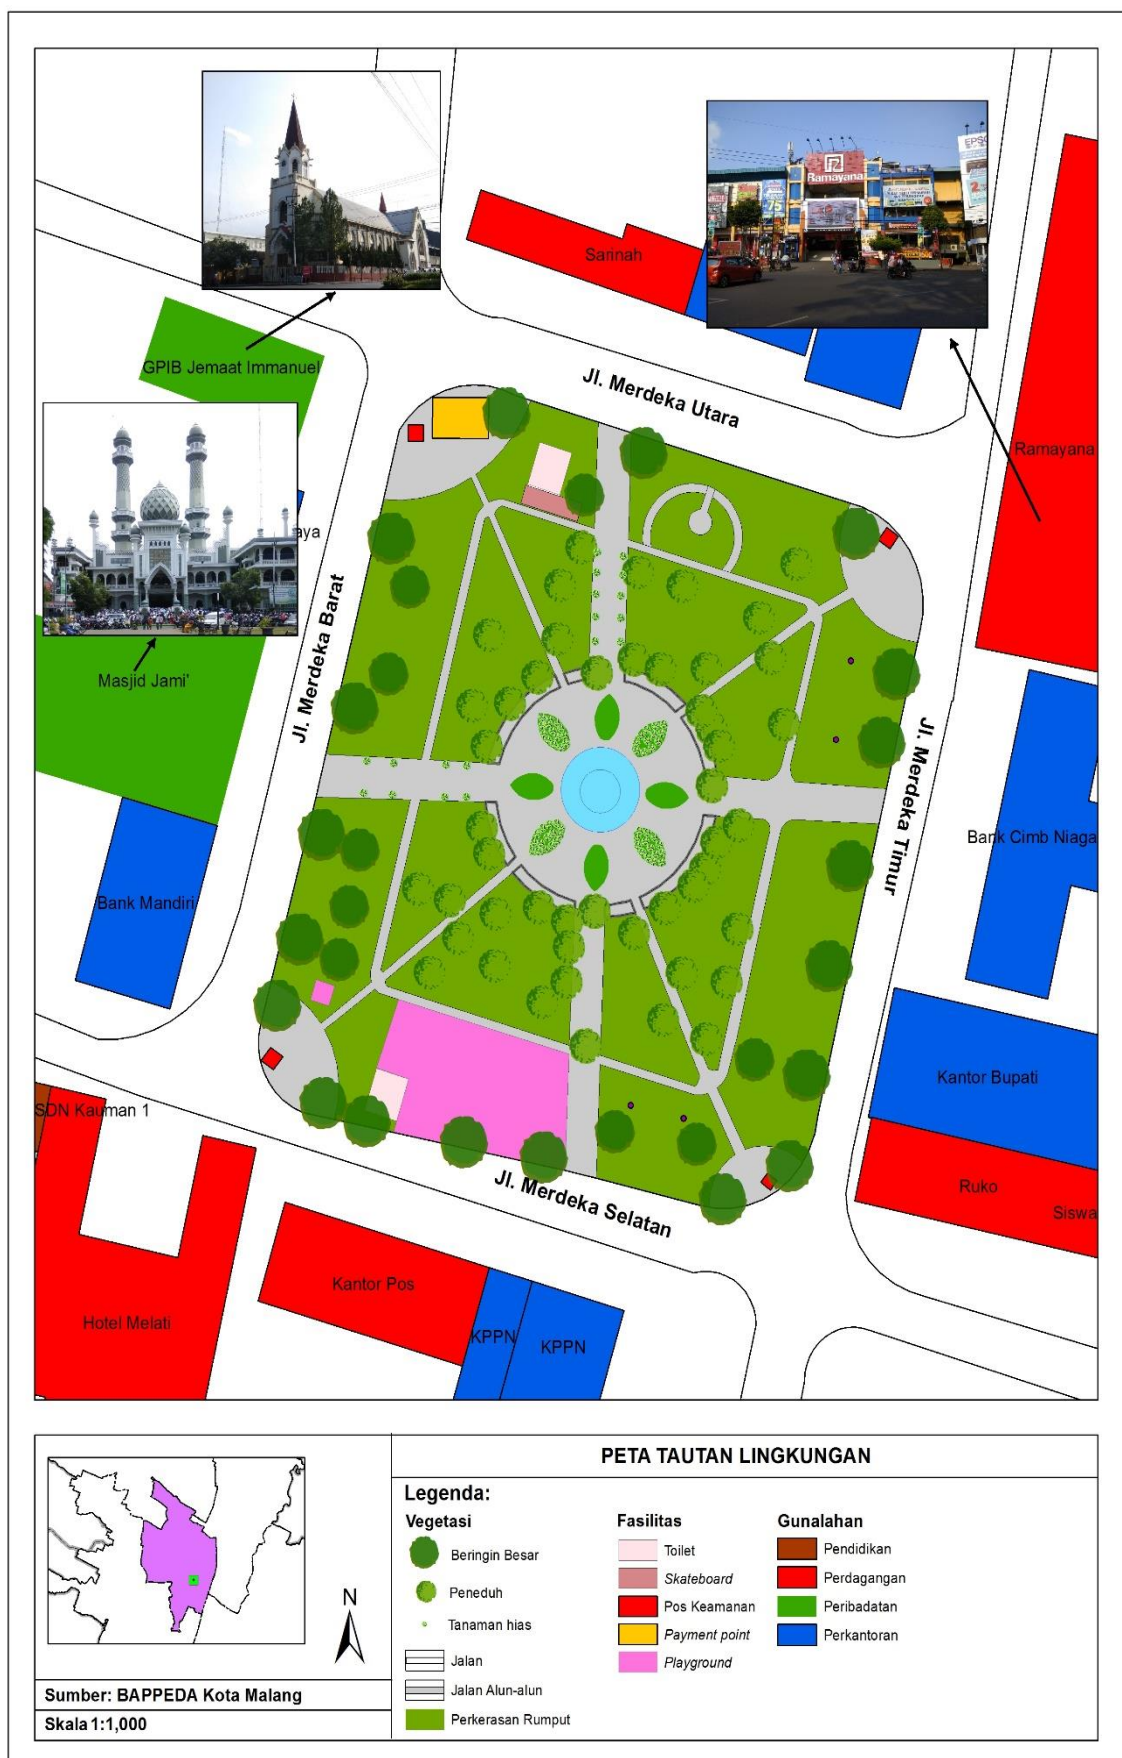 Ramayana
EPSO
75
2
Sarinah
GPIB Jemaat Immanuel
Jl. Merdeka Utara
Ramayana
aya
Jl. Merdeka Barat
Masjid Jami'
Jl. Merdeka Timur
Bank Cimb Niaga
Bank Mandiri
Kantor Bupati
SDN Kauman 1
Jl. Merdeka Selatan
Ruko
Siswa
Kantor Pos
Hotel Melati
KPPN
KPPN
PETA TAUTAN LINGKUNGAN
Legenda:
Vegetasi
Beringin Besar
Peneduh
Tanaman hias
Jalan
Jalan Alun-alun
Perkerasan Rumput
Fasilitas
Toilet
Skateboard
Pos Keamanan
Payment point
Playground
Gunalahan
Pendidikan
Perdagangan
Peribadatan
Perkantoran
N
Sumber: BAPPEDA Kota Malang
Skala 1:1,000